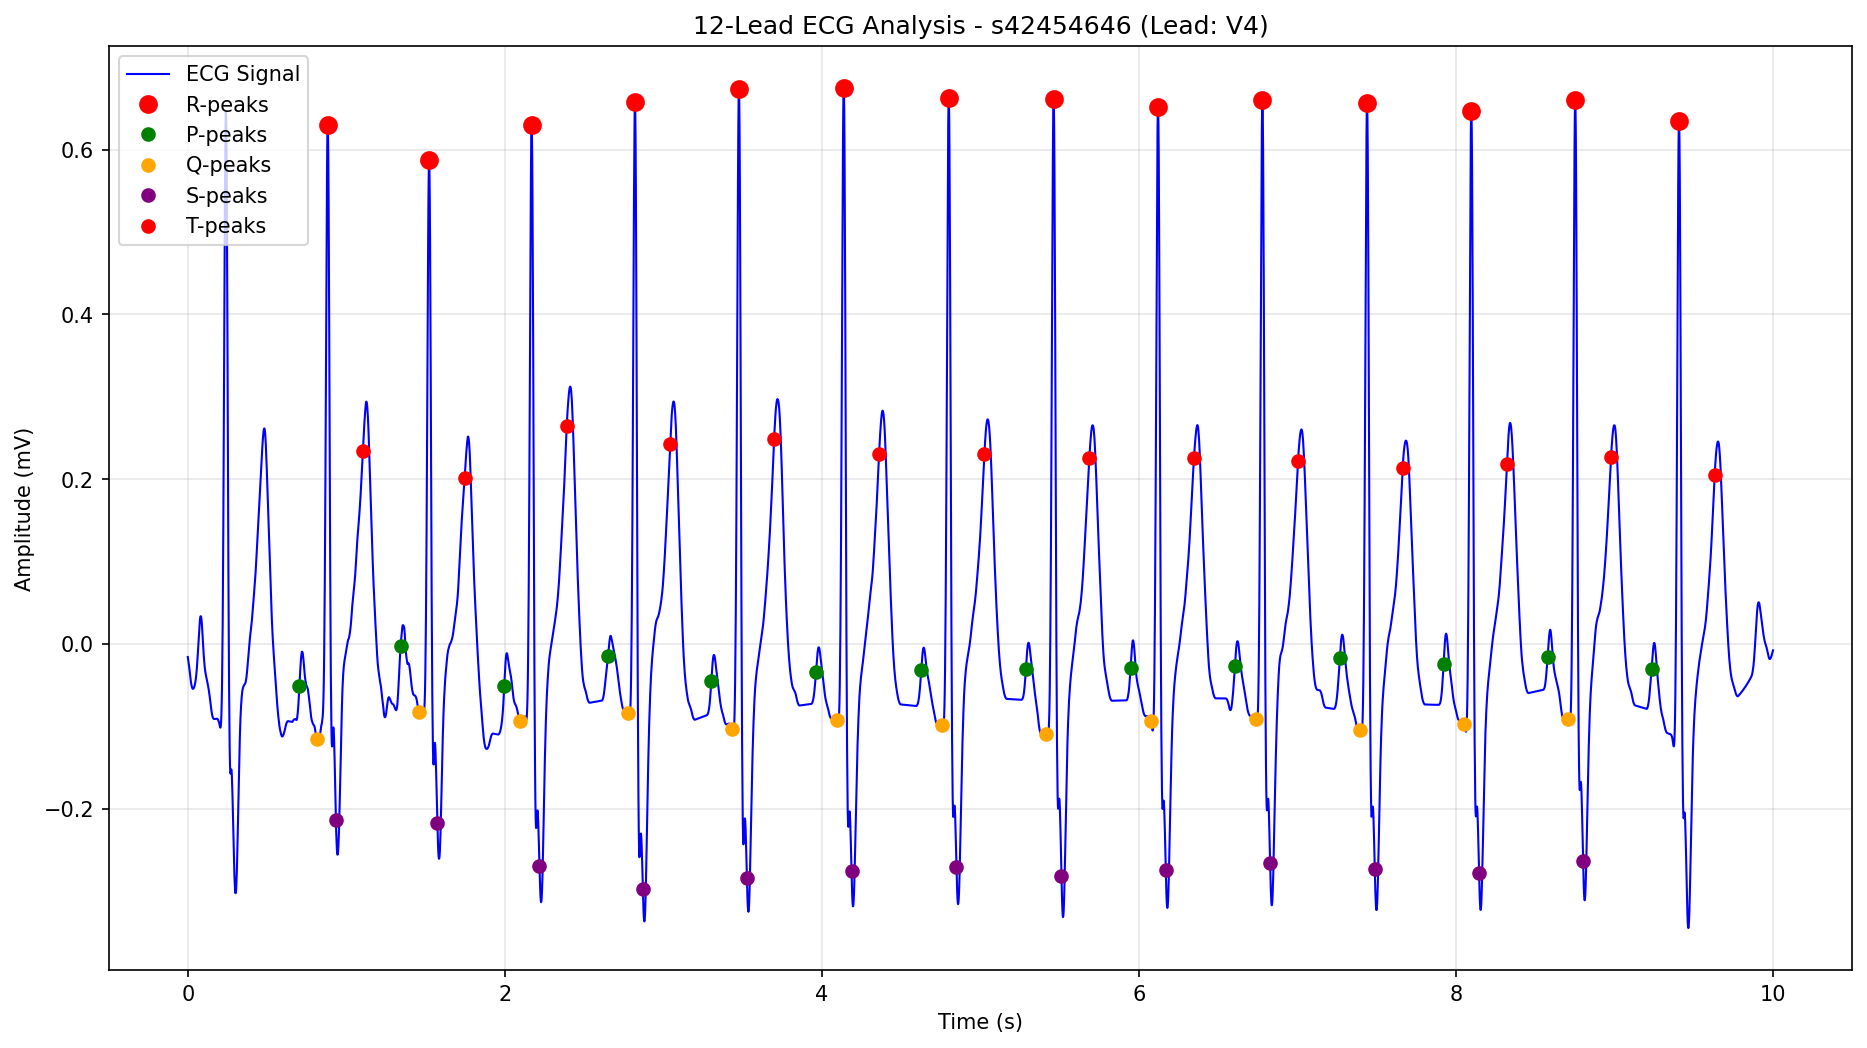 12-Lead ECG Analysis - s42454646 (Lead: V4)
ECG Signal
R-peaks
P-peaks
Q-peaks
S-peaks
T-peaks
Amplitude (mV)
0.6
0.4
0.2
0.0
−0.2
0 2 4 6 8 10
Time (s)